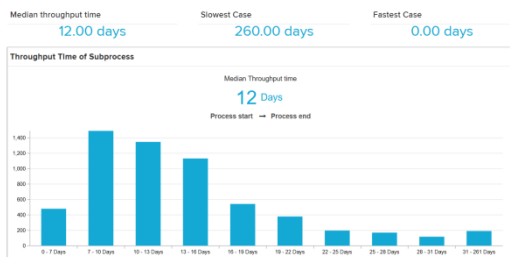 Median throughput time
12.00 days
Slowest Case
260.00 days
Fastest Case
0.00 days
Throughput Time of Subprocess
Median Throughput time
12 Days
Process start → Process end
1,400
1,200
1,000
800
600
400
200
0
0 - 7 Days
7 - 10 Days
10 - 13 Days
13 - 16 Days
16 - 19 Days
19 - 22 Days
22 - 25 Days
25 - 28 Days
28 - 31 Days
31 - 261 Days